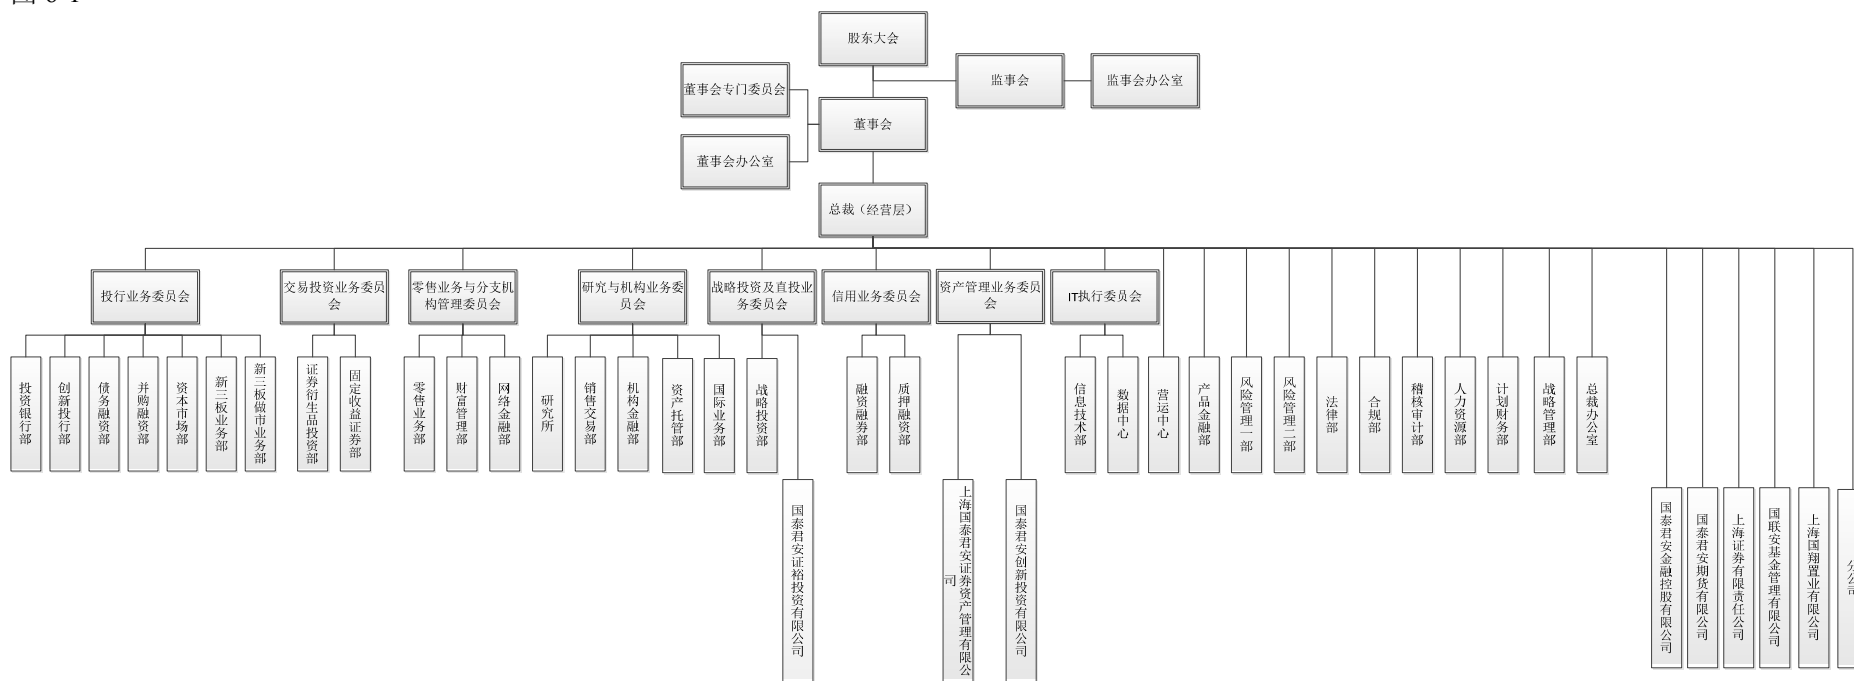 股东大会
监事会
监事会办公室
董事会专门委员会
董事会
董事会办公室
总裁（经营层）
投行业务委员会
交易投资业务委员
会
零售业务与分支机
构管理委员会
研究与机构业务委
员会
战略投资及直投业
务委员会
信用业务委员会
资产管理业务委员
会
IT执行委员会
投资银行部
创新投行部
债务融资部
并购融资部
资本市场部
新三板业务部
新三板做市业务部
证券衍生品投资部
固定收益证券部
零售业务部
财富管理部
网络金融部
研究所
销售交易部
机构金融部
资产托管部
国际业务部
战略投资部
融资融券部
质押融资部
信息技术部
数据中心
营运中心
产品金融部
风险管理一部
风险管理二部
法律部
合规部
稽核审计部
人力资源部
计划财务部
战略管理部
总裁办公室
国泰君安证裕投资有限公司
上海国泰君安证券资产管理有限公
司
国泰君安创新投资有限公司
国泰君安金融控股有限公司
国泰君安期货有限公司
上海证券有限责任公司
国联安基金管理有限公司
上海国翔置业有限公司
分公司